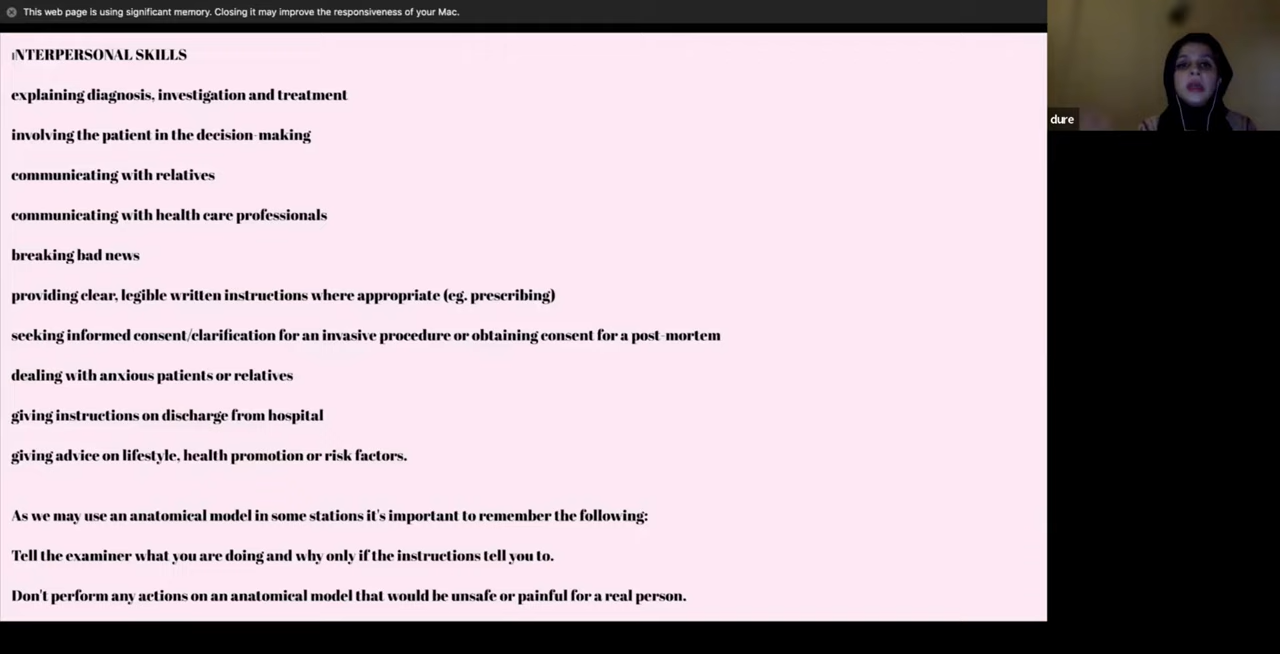 This web page is using significant memory. Closing it may improve the responsiveness of your Mac.
INTERPERSONAL SKILLS
explaining diagnosis, investigation and treatment
involving the patient in the decision-making
communicating with relatives
communicating with health care professionals
breaking bad news
providing clear, legible written instructions where appropriate (eg. prescribing)
seeking informed consent/clarification for an invasive procedure or obtaining consent for a post-mortem
dealing with anxious patients or relatives
giving instructions on discharge from hospital
giving advice on lifestyle, health promotion or risk factors.
As we may use an anatomical model in some stations it's important to remember the following:
Tell the examiner what you are doing and why only if the instructions tell you to.
Don't perform any actions on an anatomical model that would be unsafe or painful for a real person.
dure